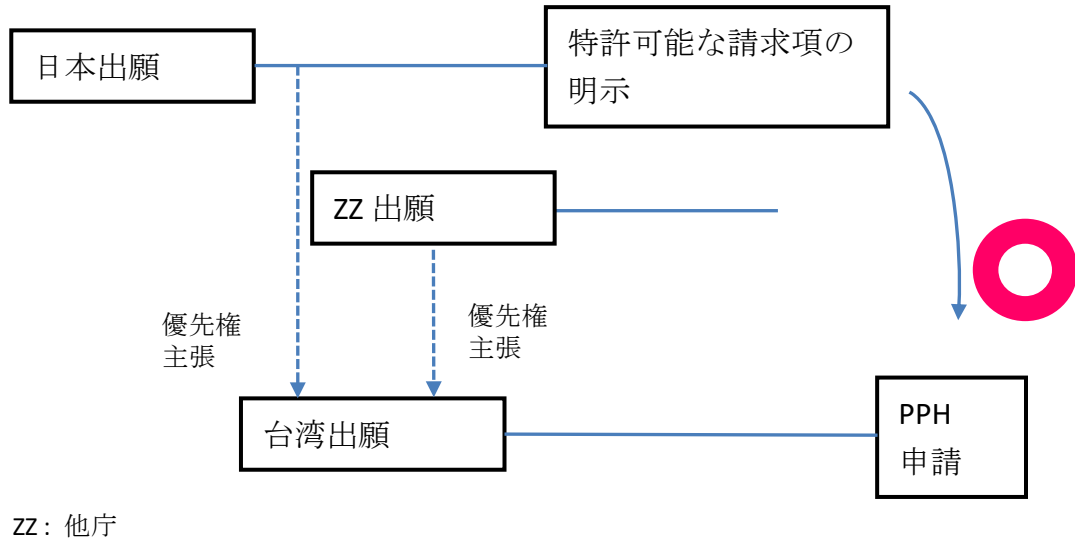 日本出願
特許可能な請求項の
明示
ZZ 出願
優先権
主張
優先権
主張
台湾出願
PPH
申請
ZZ : 他庁